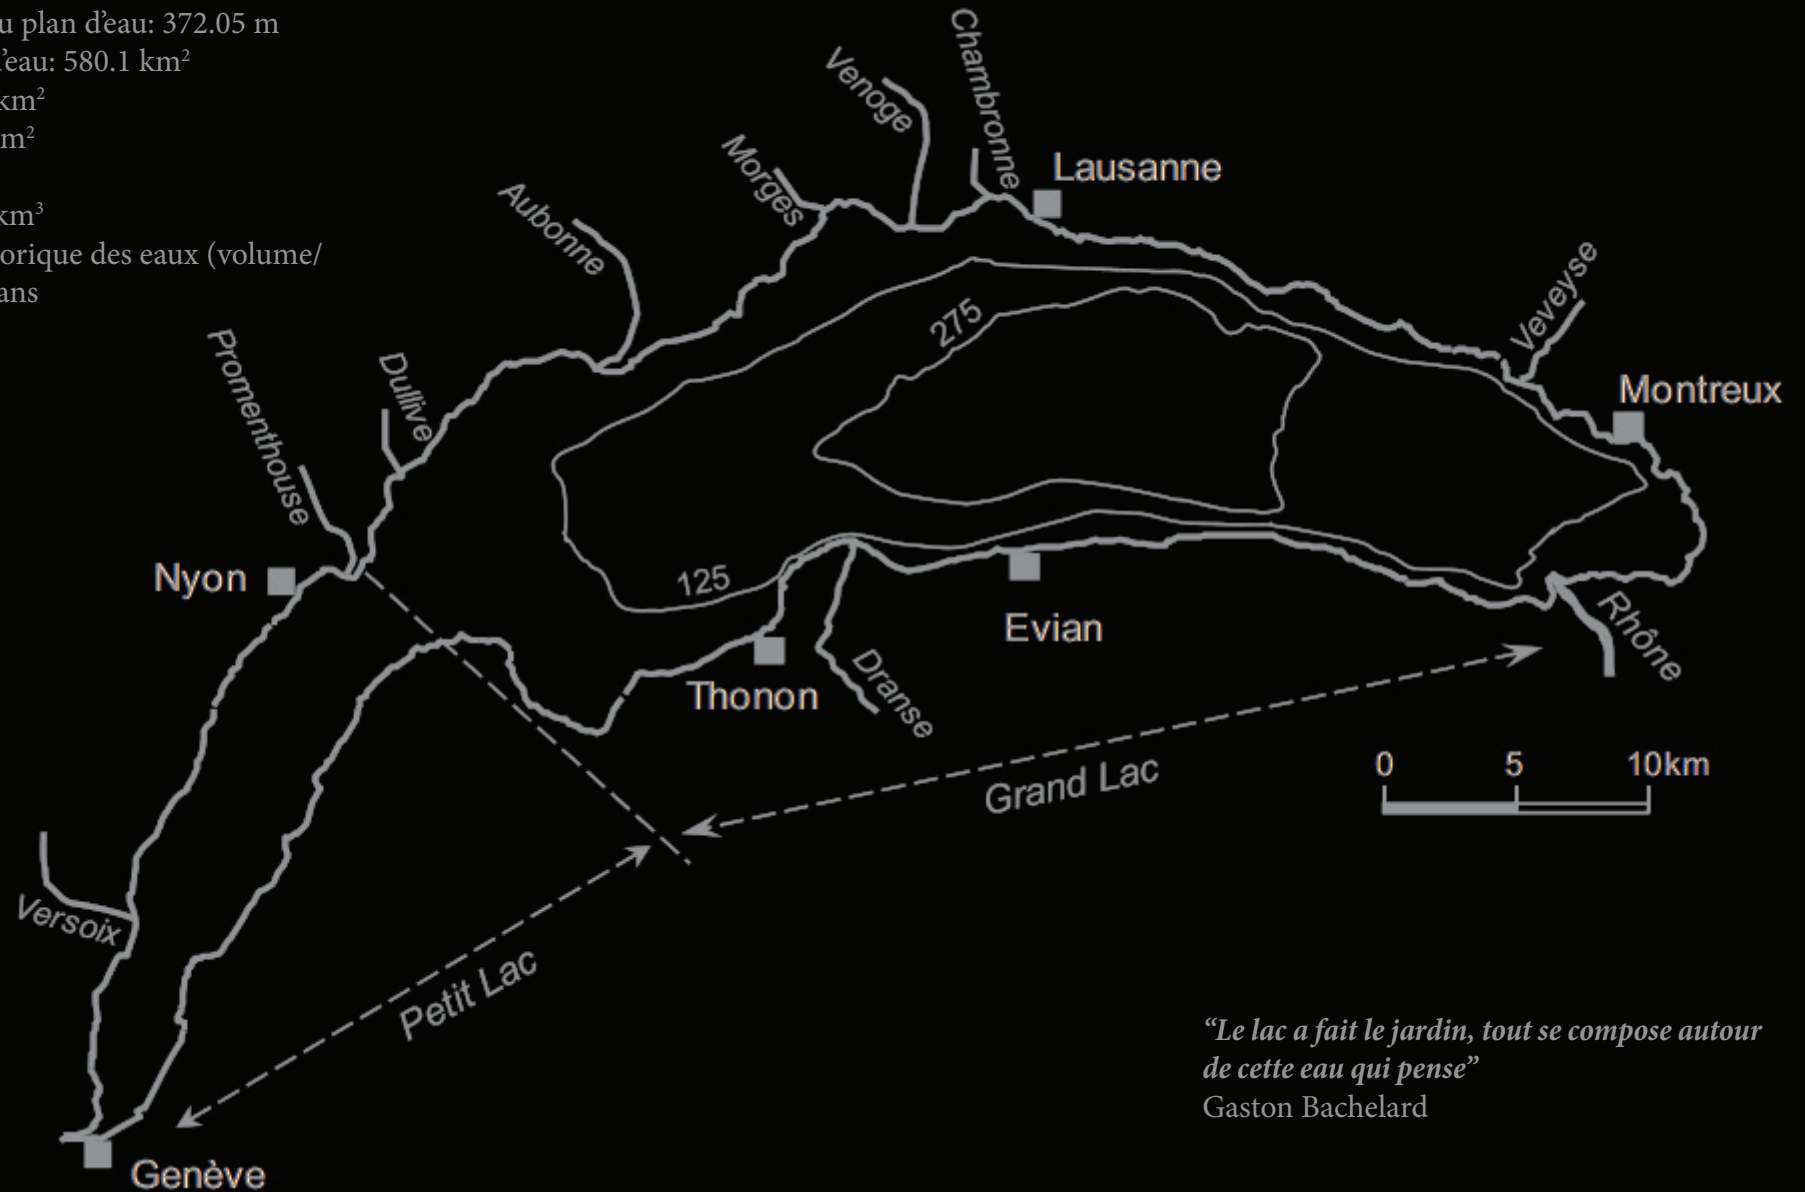 u plan d’eau: 372.05 m
’eau: 580.1 km²
km²
m²
km³
orique des eaux (volume/
ans
Chambronne
Venoge
Morges
Lausanne
Aubonne
Veveyse
275
Promenthouse
Dullive
Montreux
Nyon
125
Evian
Rhône
Thonon
Dranse
0 5 10km
Grand Lac
Versoix
Petit Lac
“Le lac a fait le jardin, tout se compose autour
de cette eau qui pense”
Gaston Bachelard
Genève